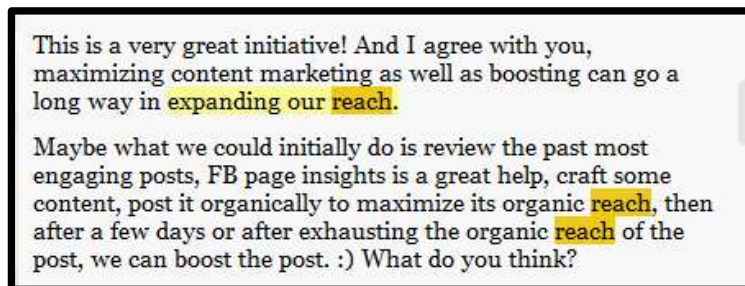 This is a very great initiative! And I agree with you,
maximizing content marketing as well as boosting can go a
long way in expanding our reach.
Maybe what we could initially do is review the past most
engaging posts, FB page insights is a great help, craft some
content, post it organically to maximize its organic reach, then
after a few days or after exhausting the organic reach of the
post, we can boost the post. :) What do you think?